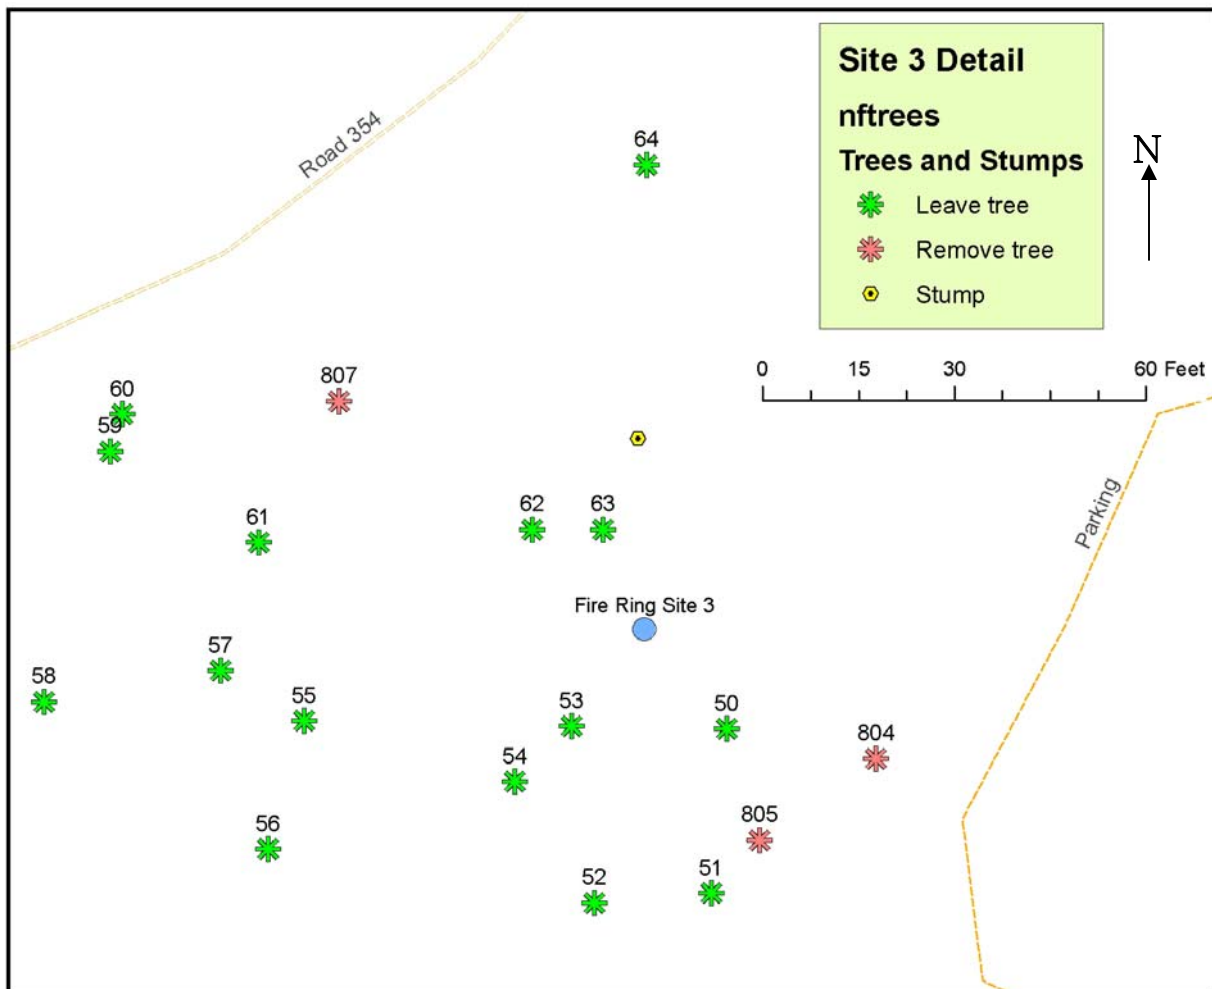 Site 3 Detail
nftrees
Trees and Stumps
Leave tree
Remove tree
Stump
N
Road 354
64
0 15 30 60 Feet
60
807
59
61
62
63
Parking
Fire Ring Site 3
58
57
55
53
50
804
54
56
805
52
51